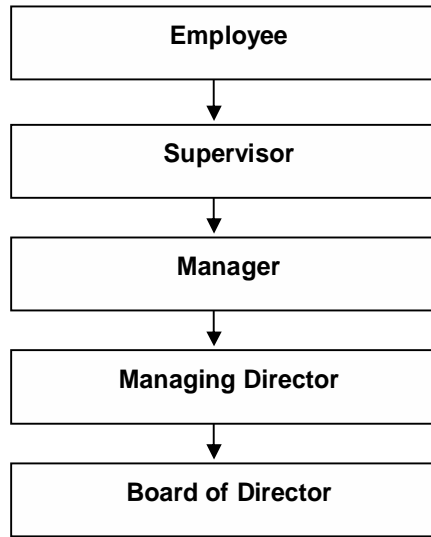 Employee
Supervisor
Manager
Managing Director
Board of Director